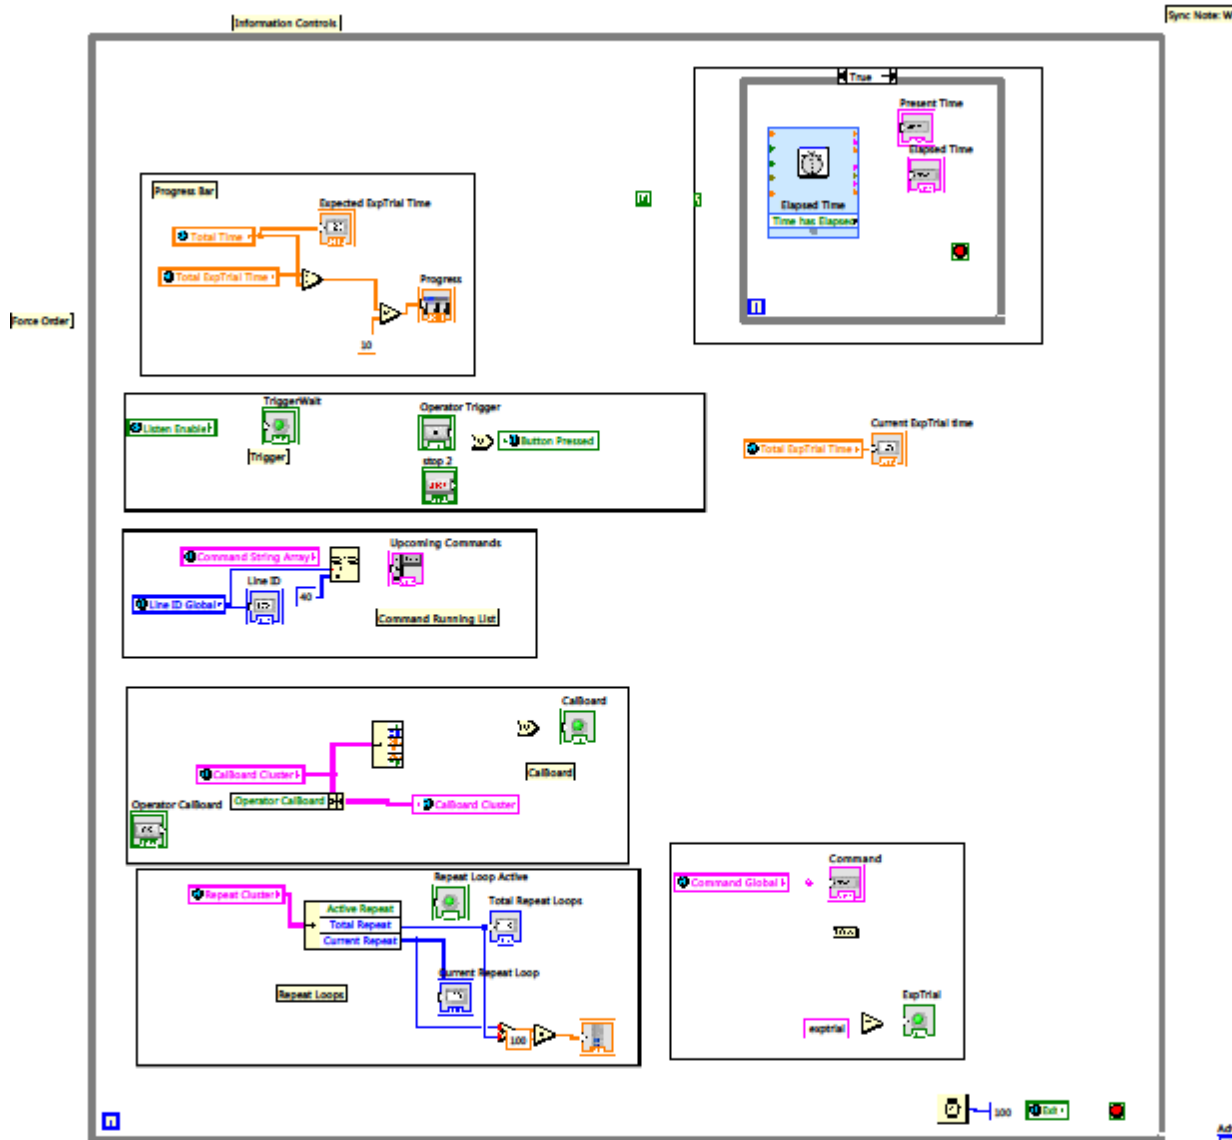 Information Controls
Sync Note: W
True
Present Time
Elapsed Time
Elapsed Time
Time has Elapsed
Progress Bar
Expected ExpTrial Time
Total Time
Total ExpTrial Time
Progress
10
Force Order
TriggerWait
Operator Trigger
Listen Enable
Button Pressed
Trigger
stop 2
Current ExpTrial time
Total ExpTrial Time
Command String Array
Upcoming Commands
Line ID
Line ID Global
40
Command Running List
CalBoard
CalBoard Cluster
CalBoard
Operator CalBoard
Operator CalBoard
CalBoard Cluster
Repeat Cluster
Repeat Loop Active
Active Repeat
Total Repeat
Current Repeat
Total Repeat Loops
Current Repeat Loop
Repeat Loops
100
Command
Command Global
ExpTrial
exptrial
100
Exit